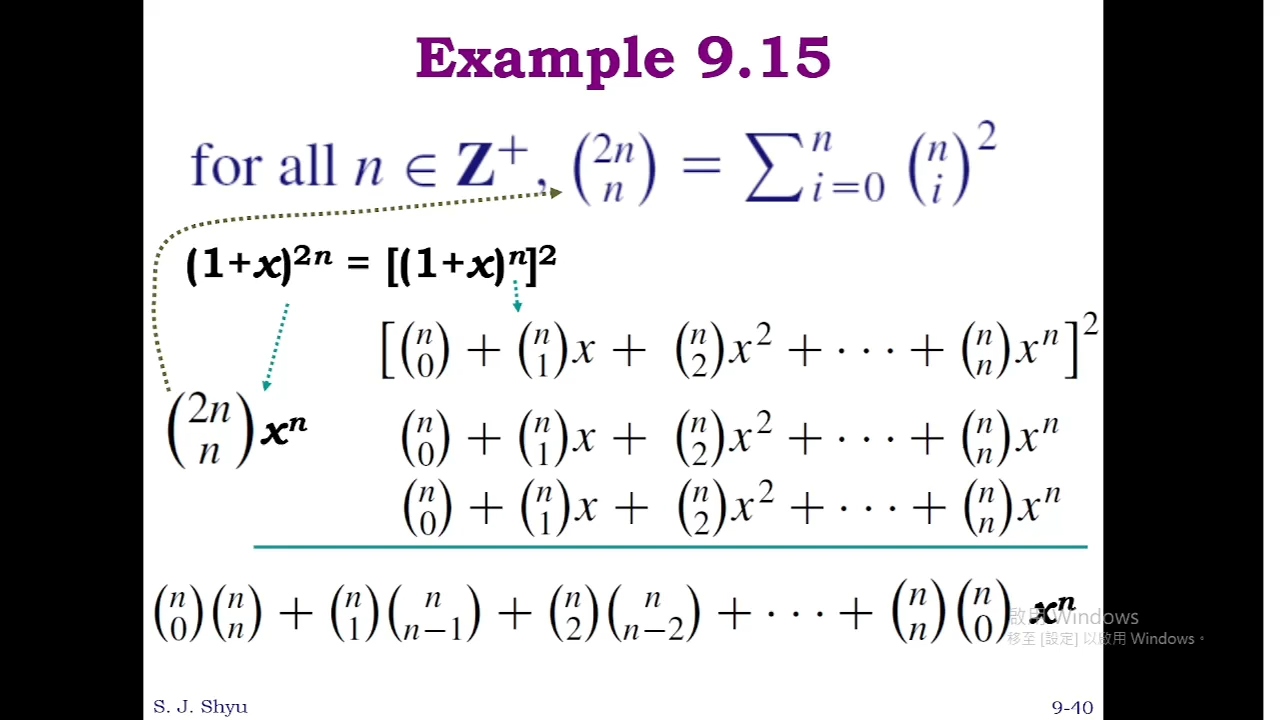 Example 9.15
for all n ∈ Z⁺, (2n n) = ∑ⁿᵢ₌₀ (n i)²
(1+x)²ⁿ = [(1+x)ⁿ]²
[(n 0) + (n 1)x + (n 2)x² + · · · + (n n)xⁿ]²
(2n n)xⁿ
(n 0) + (n 1)x + (n 2)x² + · · · + (n n)xⁿ
(n 0) + (n 1)x + (n 2)x² + · · · + (n n)xⁿ
(n 0)(n n) + (n 1)(n n−1) + (n 2)(n n−2) + · · · + (n n)(n 0) xⁿ
啟用 Windows
移至 [設定] 以啟用 Windows。
S. J. Shyu
9-40